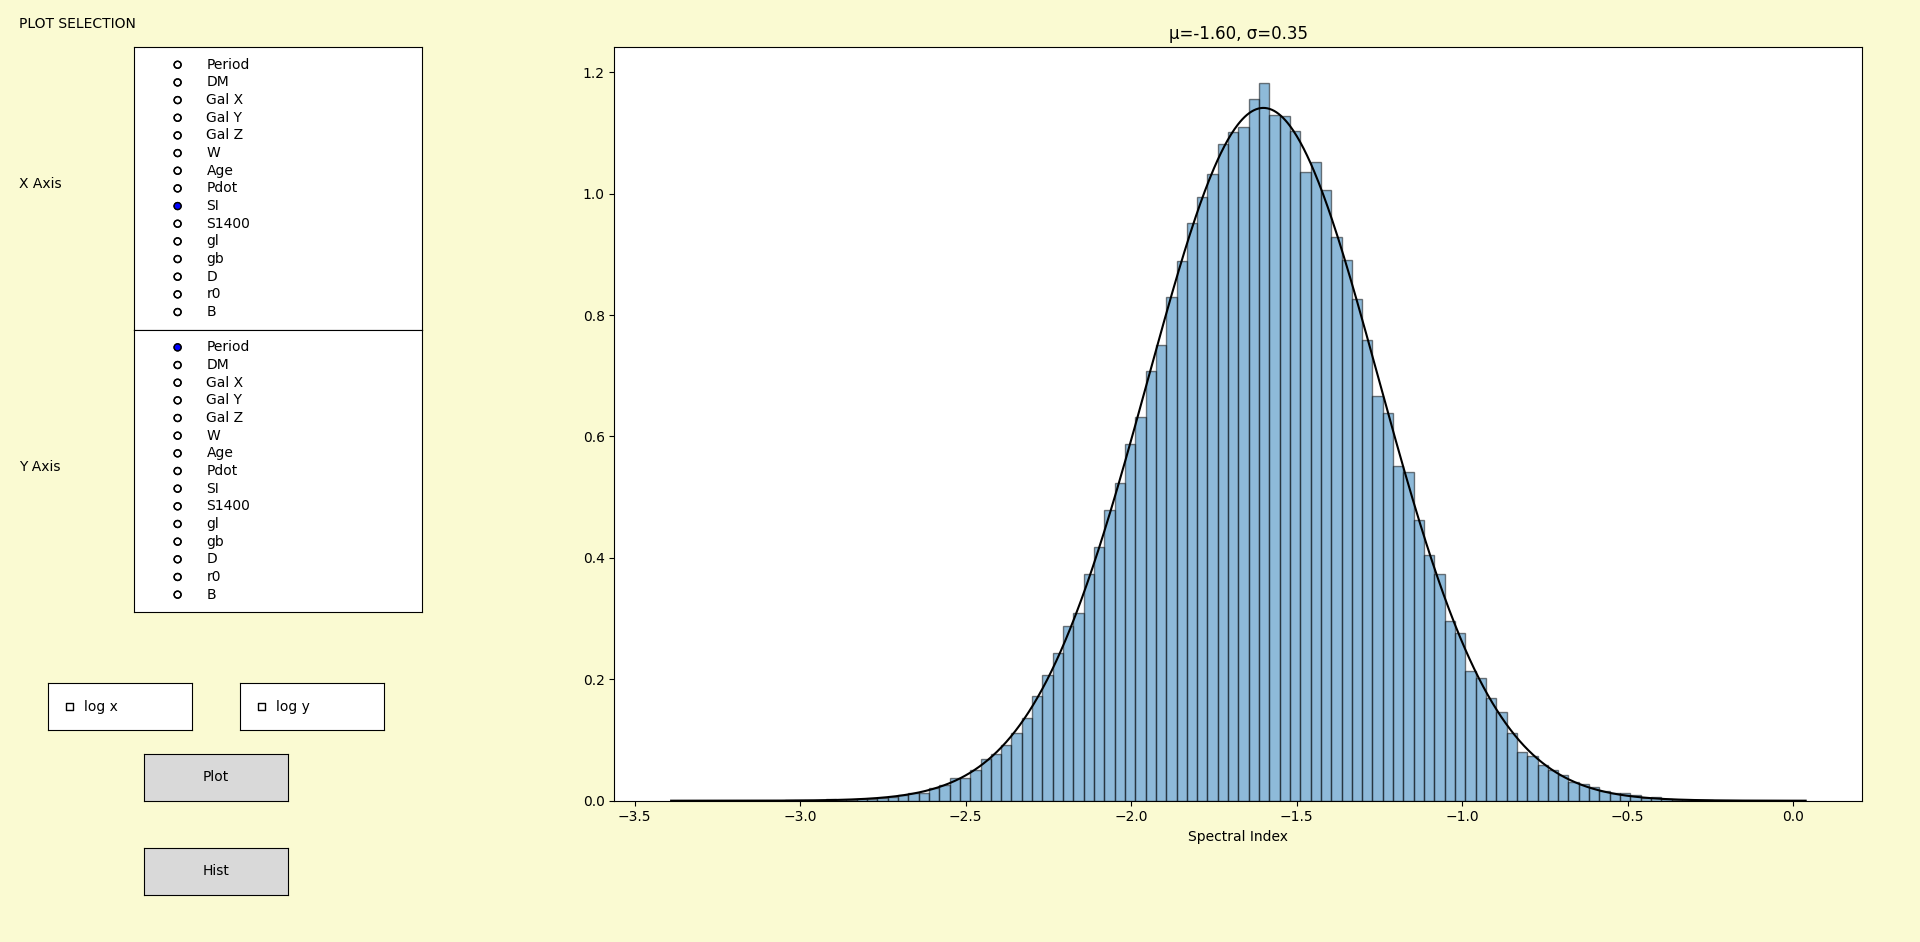 PLOT SELECTION
X Axis
Period
DM
Gal X
Gal Y
Gal Z
W
Age
Pdot
SI
S1400
gl
gb
D
r0
B
Y Axis
Period
DM
Gal X
Gal Y
Gal Z
W
Age
Pdot
SI
S1400
gl
gb
D
r0
B
log x
log y
Plot
Hist
μ=-1.60, σ=0.35
1.2
1.0
0.8
0.6
0.4
0.2
0.0
−3.5 −3.0 −2.5 −2.0 −1.5 −1.0 −0.5 0.0
Spectral Index